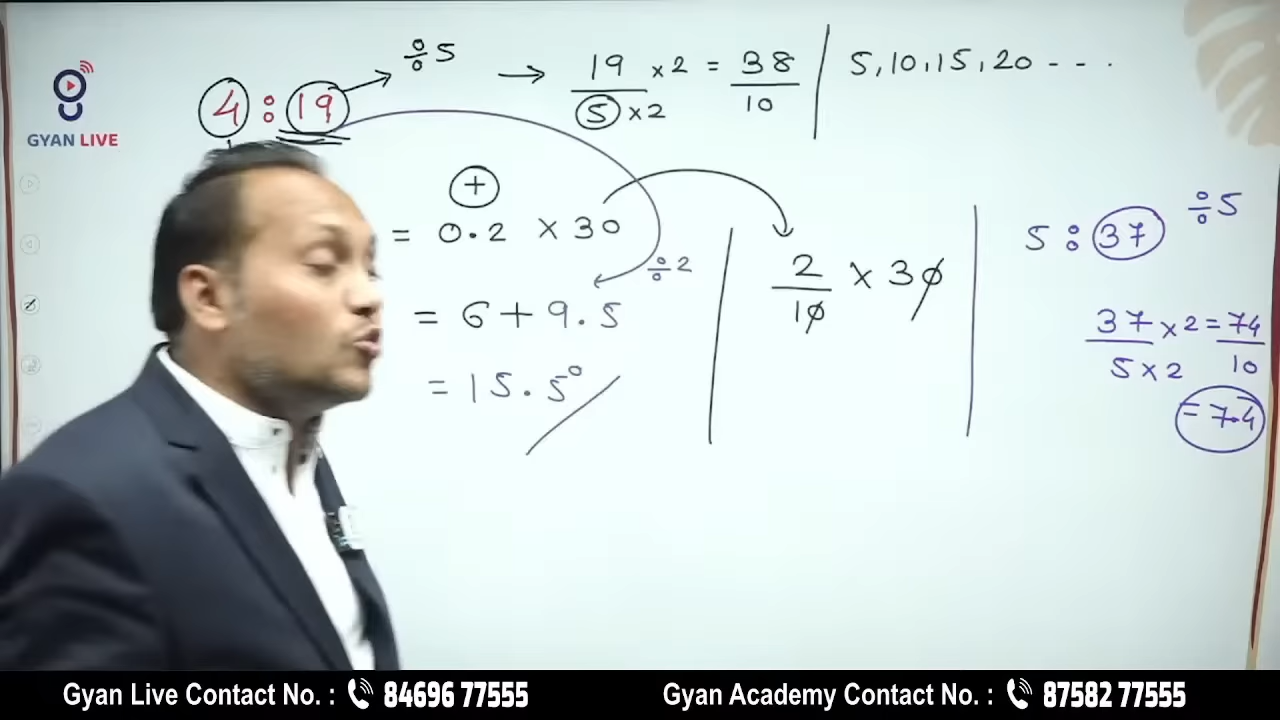 GYAN LIVE
4 : 19 → ÷ 5 → 19/5 × 2/× 2 = 38/10 | 5, 10, 15, 20 - - - .
+
= 0.2 × 30
÷ 2
= 6 + 9.5
= 15.5°
2/10 × 30
5 : 37 ÷ 5
37/5 × 2/× 2 = 74/10
= 7.4
Gyan Live Contact No. : 84696 77555
Gyan Academy Contact No. : 87582 77555